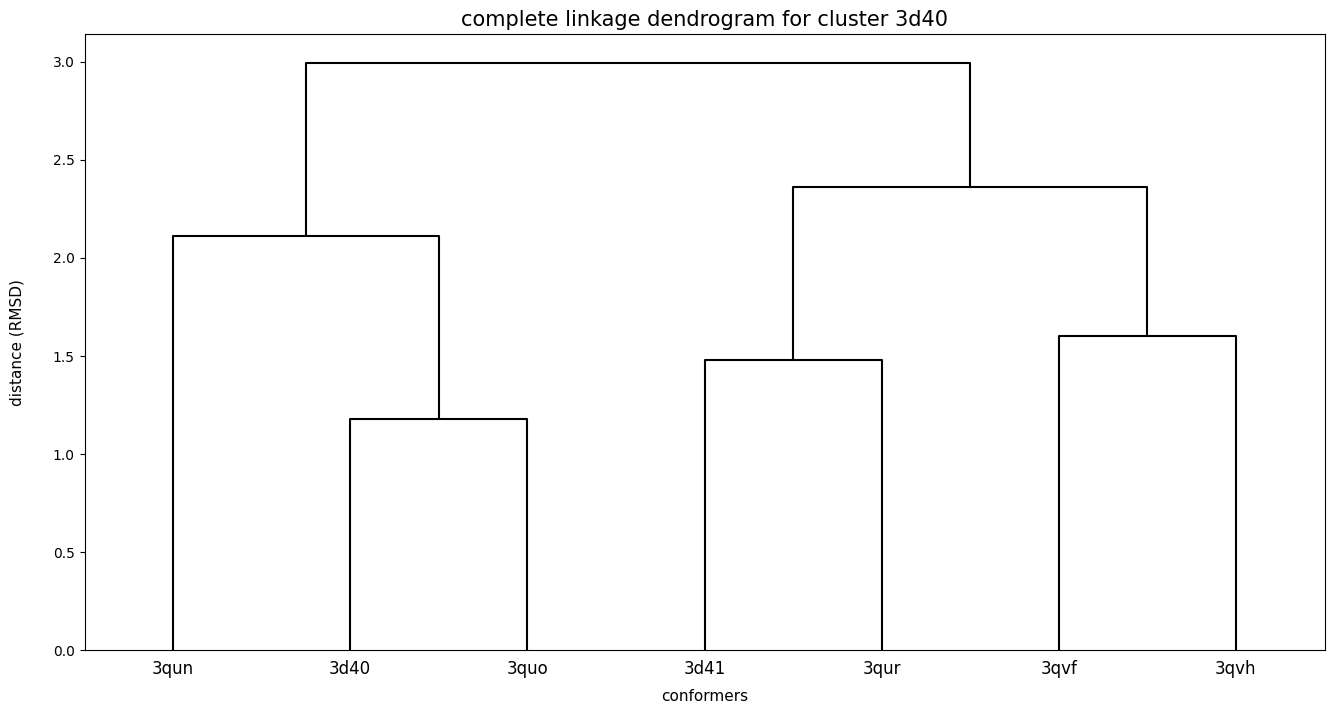 complete linkage dendrogram for cluster 3d40
3.0
2.5
2.0
1.5
1.0
0.5
0.0
distance (RMSD)
3qun 3d40 3quo 3d41 3qur 3qvf 3qvh
conformers